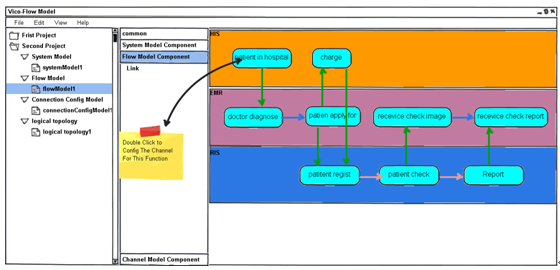 Vico-Flow Model
File Edit View Help
Frist Project
Second Project
System Model
systemModel1
Flow Model
flowModel1
Connection Config Model
connectionConfigModel1
logical topology
logical topology1
common
System Model Component
Flow Model Component
Link
Double Click to
Config The Channel
For This Function
Channel Model Component
HIS
patient in hospital
charge
EMR
doctor diagnose
patien apply for
recevice check image
recevice check report
RIS
patitent regist
patient check
Report